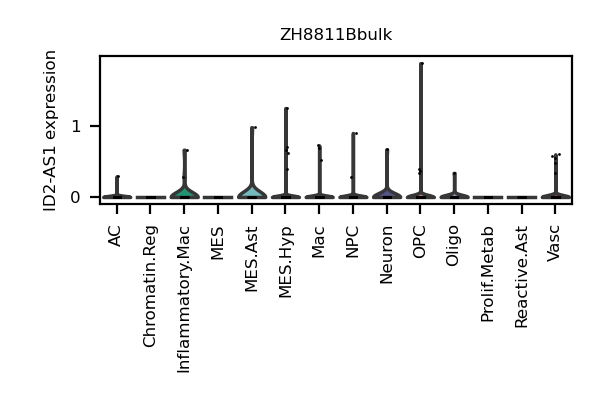 ZH8811Bbulk
ID2-AS1 expression
1
0
AC
Chromatin.Reg
Inflammatory.Mac
MES
MES.Ast
MES.Hyp
Mac
NPC
Neuron
OPC
Oligo
Prolif.Metab
Reactive.Ast
Vasc